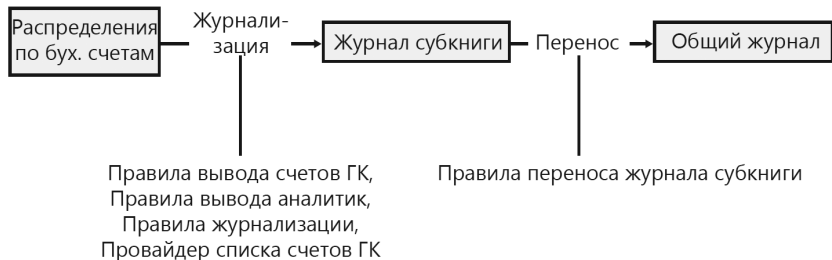 Распределения
по бух. счетам
Журнали-
зация
Журнал субкниги
Перенос
Общий журнал
Правила вывода счетов ГК,
Правила вывода аналитик,
Правила журнализации,
Провайдер списка счетов ГК
Правила переноса журнала субкниги